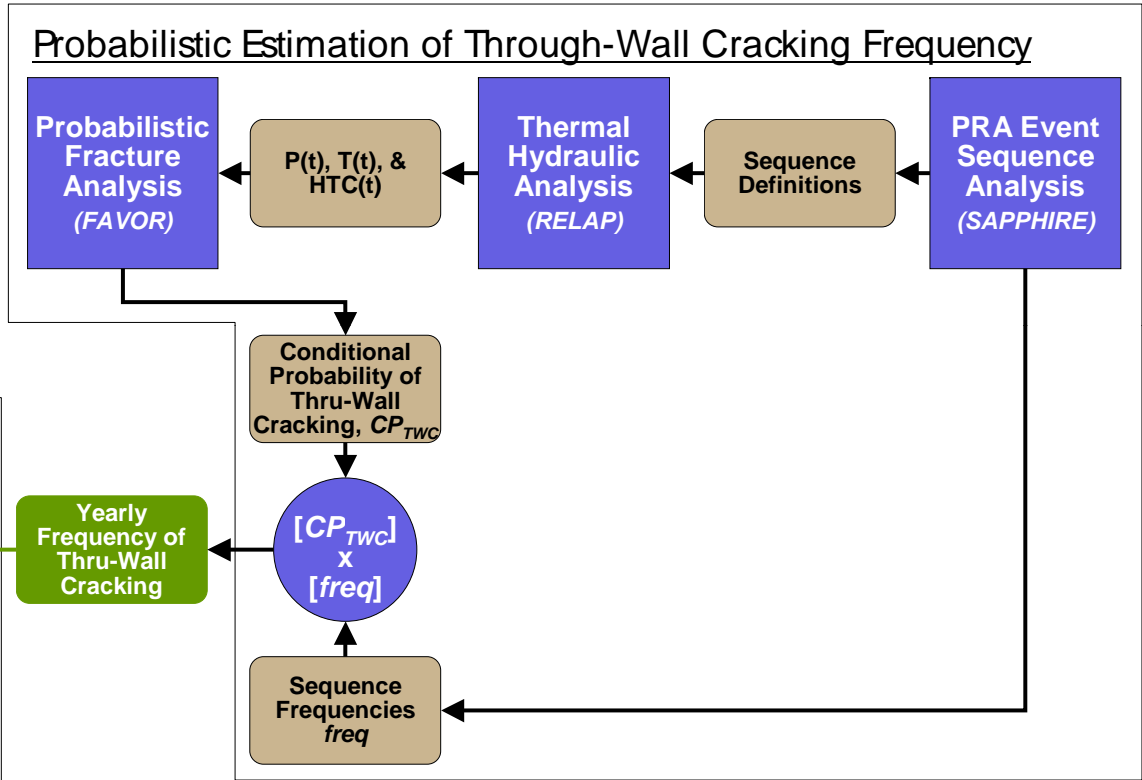 Probabilistic Estimation of Through-Wall Cracking Frequency
Probabilistic
Fracture
Analysis
(FAVOR)
P(t), T(t), &
HTC(t)
Thermal
Hydraulic
Analysis
(RELAP)
Sequence
Definitions
PRA Event
Sequence
Analysis
(SAPPHIRE)
Conditional
Probability of
Thru-Wall
Cracking, CP_TWC
Yearly
Frequency of
Thru-Wall
Cracking
[CP_TWC]
x
[freq]
Sequence
Frequencies
freq